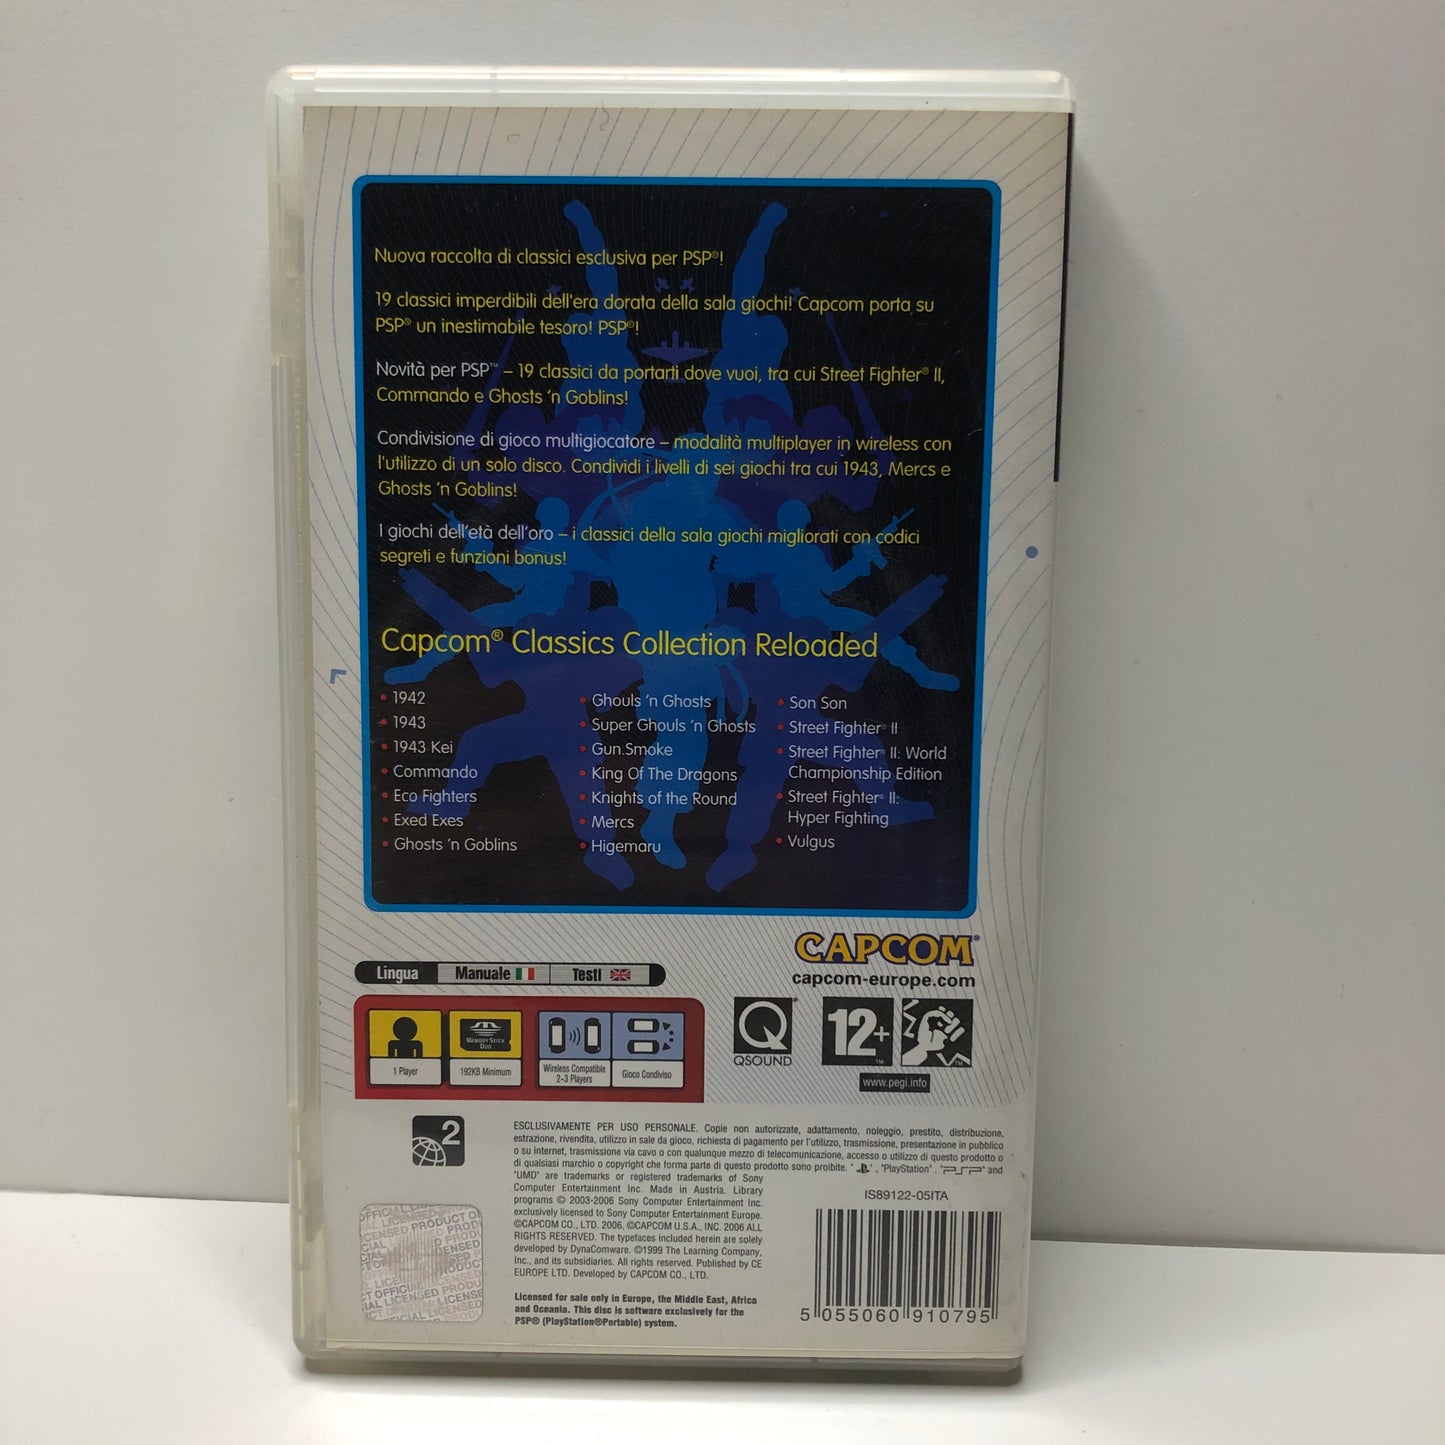 Nuova raccolta di classici esclusiva per PSP®!
19 classici imperdibili dell'era dorata della sala giochi! Capcom porta su
PSP® un inestimabile tesoro! PSP®!
Novità per PSP™ – 19 classici da portarti dove vuoi, tra cui Street Fighter® II,
Commando e Ghosts 'n Goblins!
Condivisione di gioco multigiocatore – modalità multiplayer in wireless con
l'utilizzo di un solo disco. Condividi i livelli di sei giochi tra cui 1943, Mercs e
Ghosts 'n Goblins!
I giochi dell'età dell'oro – i classici della sala giochi migliorati con codici
segreti e funzioni bonus!
Capcom® Classics Collection Reloaded
• 1942
• 1943
• 1943 Kei
• Commando
• Eco Fighters
• Exed Exes
• Ghosts 'n Goblins
• Ghouls 'n Ghosts
• Super Ghouls 'n Ghosts
• Gun.Smoke
• King Of The Dragons
• Knights of the Round
• Mercs
• Higemaru
• Son Son
• Street Fighter® II
• Street Fighter® II: World
Championship Edition
• Street Fighter® II:
Hyper Fighting
• Vulgus
CAPCOM®
capcom-europe.com
Lingua Manuale Testi
1 Player
MEMORY STICK
DUO
192KB Minimum
Wireless Compatible
2-3 Players
Gioco Condiviso
Q
QSOUND
12+
™
www.pegi.info
2
ESCLUSIVAMENTE PER USO PERSONALE. Copie non autorizzate, adattamento, noleggio, prestito, distribuzione,
estrazione, rivendita, utilizzo in sale da gioco, richiesta di pagamento per l'utilizzo, trasmissione, presentazione in pubblico
o su internet, trasmissione via cavo o con qualunque mezzo di telecomunicazione, accesso o utilizzo di questo prodotto o
di qualsiasi marchio o copyright che forma parte di questo prodotto sono proibite. " ", "PlayStation", "PSP" and
"UMD" are trademarks or registered trademarks of Sony
Computer Entertainment Inc. Made in Austria. Library
programs © 2003-2006 Sony Computer Entertainment Inc.
exclusively licensed to Sony Computer Entertainment Europe.
©CAPCOM CO., LTD. 2006, ©CAPCOM U.S.A., INC. 2006 ALL
RIGHTS RESERVED. The typefaces included herein are solely
developed by DynaComware. ©1999 The Learning Company,
Inc., and its subsidiaries. All rights reserved. Published by CE
EUROPE LTD. Developed by CAPCOM CO., LTD.
Licensed for sale only in Europe, the Middle East, Africa
and Oceania. This disc is software exclusively for the
PSP® (PlayStation®Portable) system.
IS89122-05ITA
5 055060 910795
OFFICIAL LICENSED PRODUCT